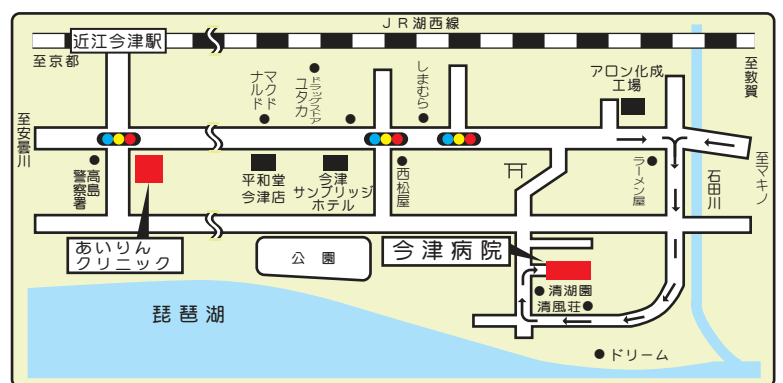 JR湖西線
近江今津駅
至京都
至敦賀
マクド
ナルド
ドラッグストア
ユタカ
しまむら
アロン化成
工場
至安曇川
至マキノ
高島
警察署
平和堂
今津店
今津
サンブリッジ
ホテル
西松屋
ラーメン屋
石田川
あいりん
クリニック
公園
今津病院
清湖園
清風荘
琵琶湖
ドリーム